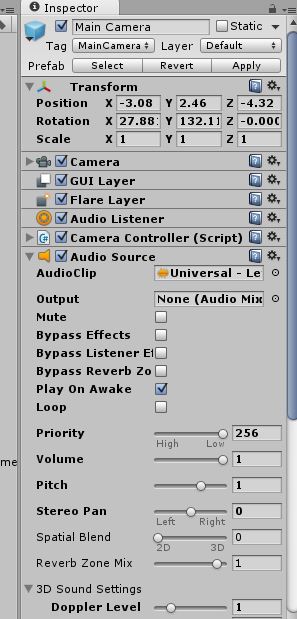 Inspector
Main Camera Static
Tag MainCamera Layer Default
Prefab Select Revert Apply
Transform
Position X -3.08 Y 2.46 Z -4.32
Rotation X 27.88 Y 132.11 Z -0.000
Scale X 1 Y 1 Z 1
Camera
GUI Layer
Flare Layer
Audio Listener
Camera Controller (Script)
Audio Source
AudioClip Universal - Le
Output None (Audio Mix
Mute
Bypass Effects
Bypass Listener Ef
Bypass Reverb Zo
Play On Awake
Loop
Priority 256
High Low
Volume 1
Pitch 1
Stereo Pan 0
Left Right
Spatial Blend 0
2D 3D
me
Reverb Zone Mix 1
3D Sound Settings
Doppler Level 1